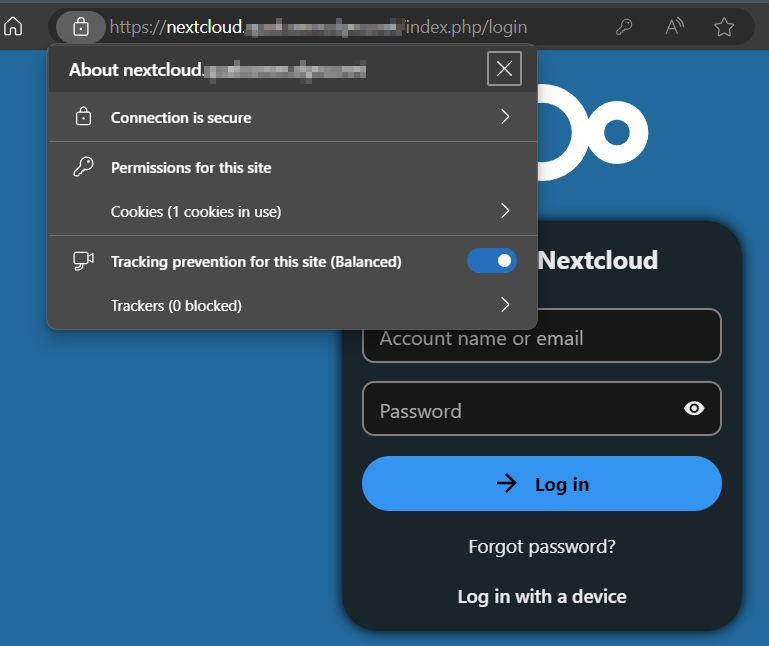 https://nextcloud. /index.php/login
About nextcloud.
Connection is secure
Permissions for this site
Cookies (1 cookies in use)
Tracking prevention for this site (Balanced)
Trackers (0 blocked)
Nextcloud
Account name or email
Password
Log in
Forgot password?
Log in with a device